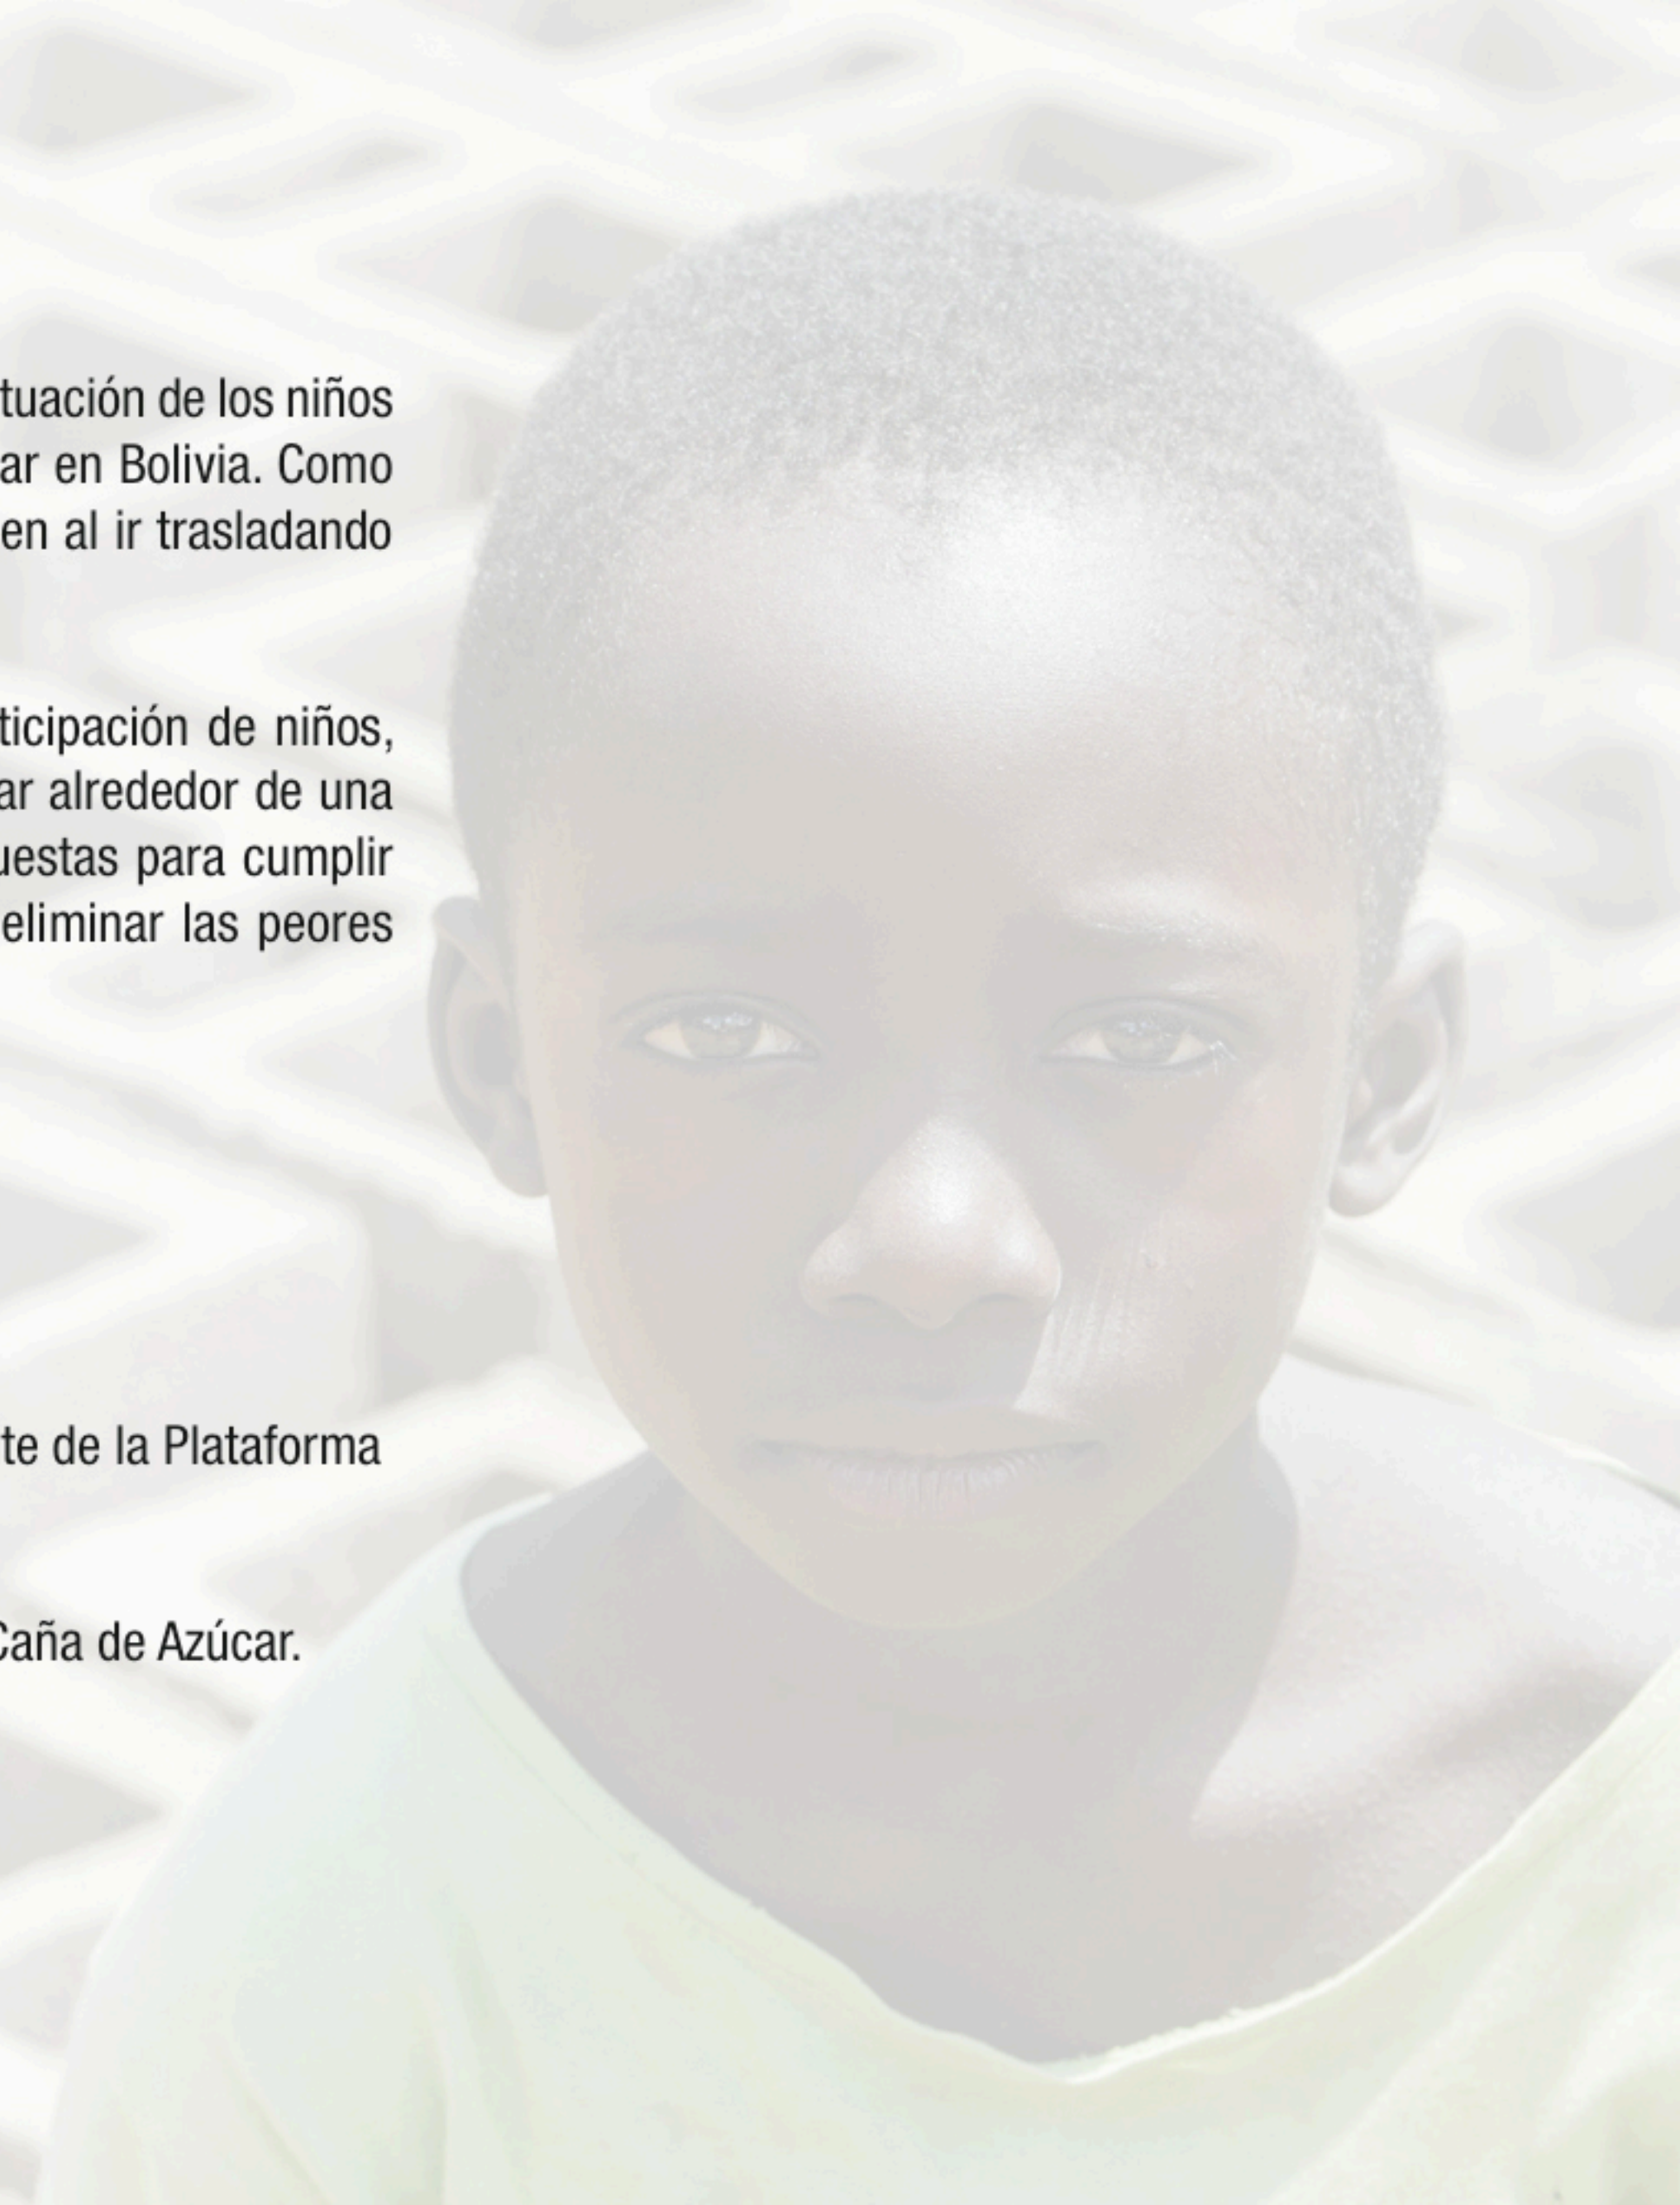 tuación de los niños
ar en Bolivia. Como
en al ir trasladando
ticipación de niños,
ar alrededor de una
uestas para cumplir
eliminar las peores
te de la Plataforma
Caña de Azúcar.